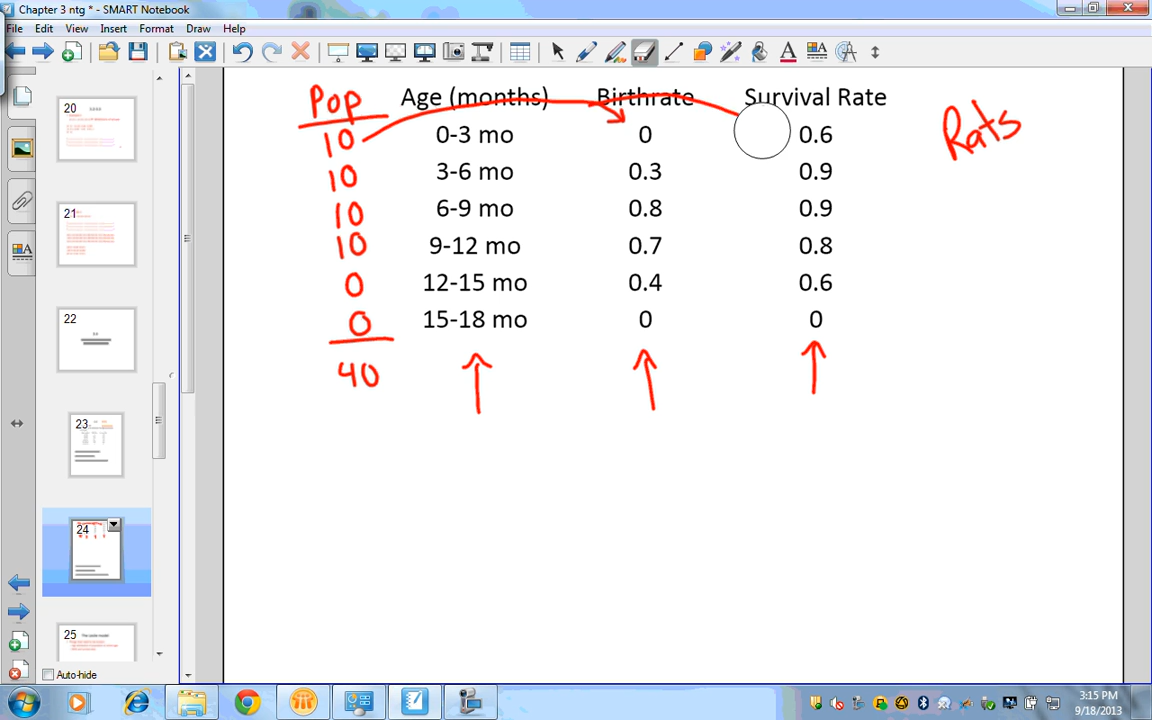 Chapter 3 ntg * - SMART Notebook
File Edit View Insert Format Draw Help
Pop Age (months) Birthrate Survival Rate
10 0-3 mo 0 0.6 Rats
10 3-6 mo 0.3 0.9
10 6-9 mo 0.8 0.9
10 9-12 mo 0.7 0.8
0 12-15 mo 0.4 0.6
0 15-18 mo 0 0
40
20
21
22
23
24
25
Auto-hide
3:15 PM
9/18/2013